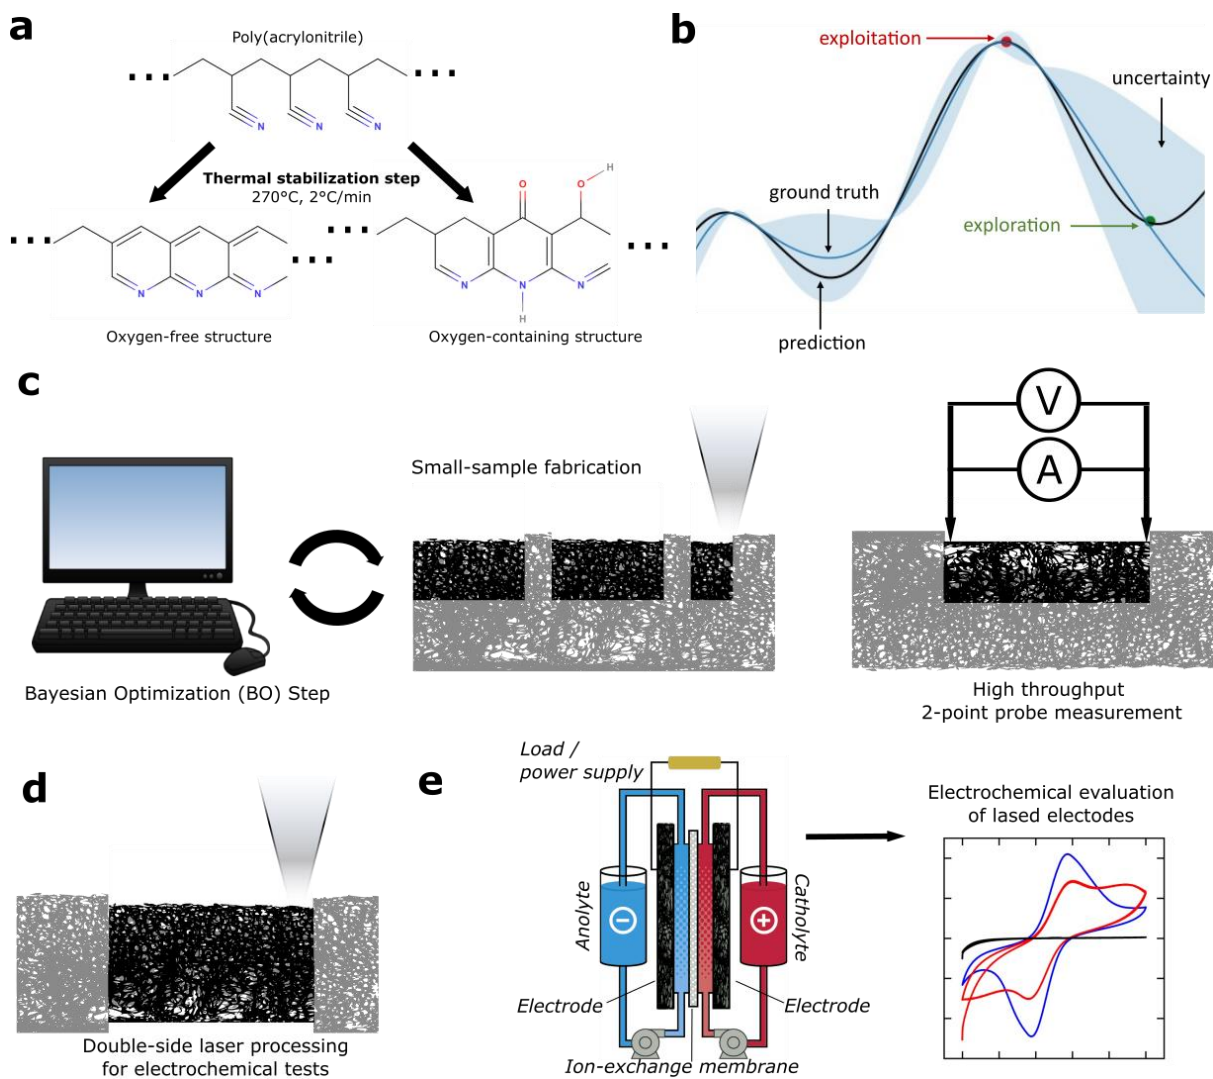 a
Poly(acrylonitrile)
N
N
N
Thermal stabilization step
270°C, 2°C/min
N
N
N
Oxygen-free structure
H
O
O
N
N
N
H
Oxygen-containing structure
b
exploitation
uncertainty
ground truth
exploration
prediction
c
Bayesian Optimization (BO) Step
Small-sample fabrication
V
A
High throughput
2-point probe measurement
d
Double-side laser processing
for electrochemical tests
e
Load /
power supply
Anolyte
Catholyte
Electrode
Electrode
Ion-exchange membrane
Electrochemical evaluation
of lased electodes